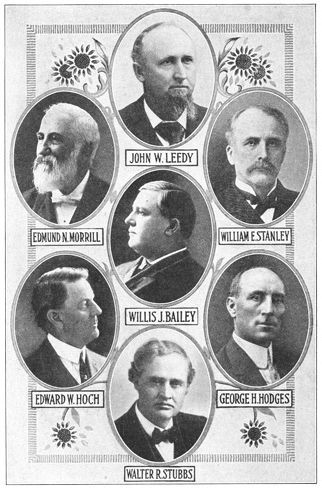 JOHN W. LEEDY
EDMUND N. MORRILL
WILLIAM E. STANLEY
WILLIS J. BAILEY
EDWARD W. HOCH
GEORGE H. HODGES
WALTER R. STUBBS